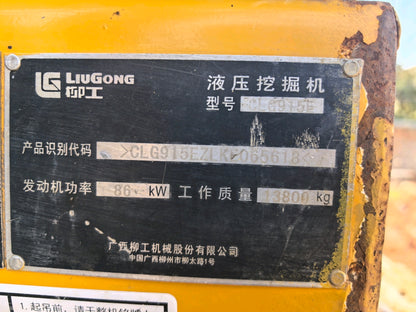 LIUGONG
柳工
液压挖掘机
型号 CLG915E
产品识别代码
发动机功率 86 kW 工作质量 13800 kg
广西柳工机械股份有限公司
中国广西柳州市柳太路1号